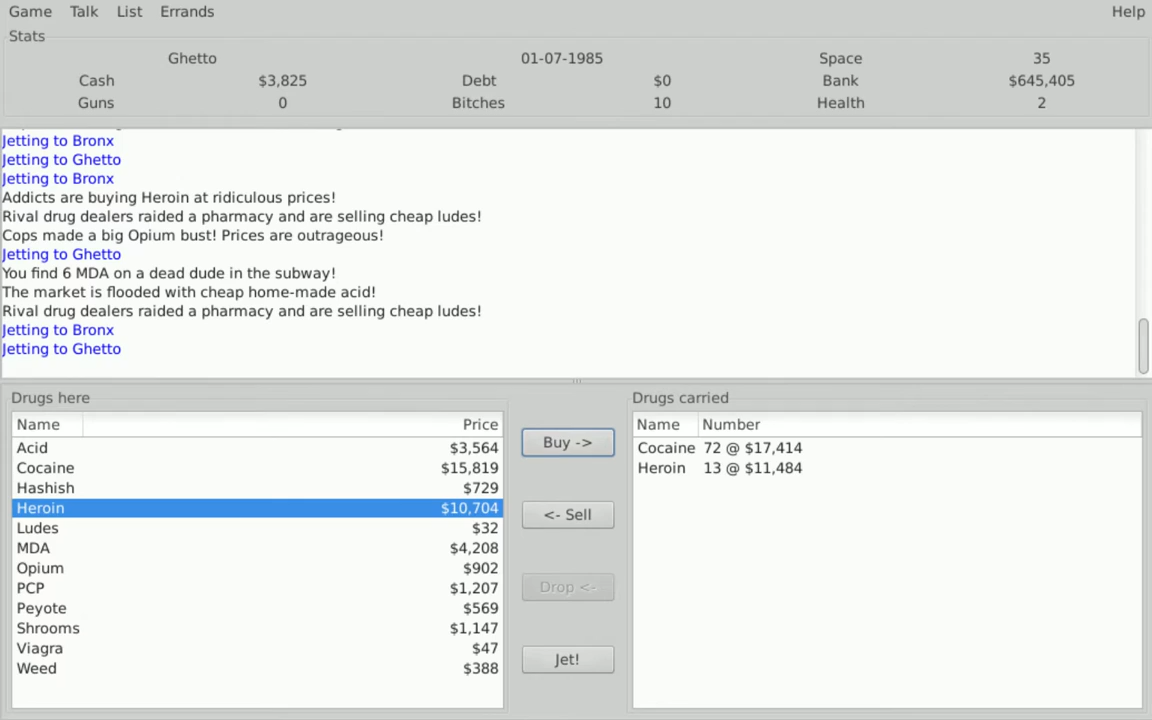 Game Talk List Errands Help
Stats
Ghetto 01-07-1985 Space 35
Cash $3,825 Debt $0 Bank $645,405
Guns 0 Bitches 10 Health 2
Jetting to Bronx
Jetting to Ghetto
Jetting to Bronx
Addicts are buying Heroin at ridiculous prices!
Rival drug dealers raided a pharmacy and are selling cheap ludes!
Cops made a big Opium bust! Prices are outrageous!
Jetting to Ghetto
You find 6 MDA on a dead dude in the subway!
The market is flooded with cheap home-made acid!
Rival drug dealers raided a pharmacy and are selling cheap ludes!
Jetting to Bronx
Jetting to Ghetto
Drugs here
Name Price
Acid $3,564
Cocaine $15,819
Hashish $729
Heroin $10,704
Ludes $32
MDA $4,208
Opium $902
PCP $1,207
Peyote $569
Shrooms $1,147
Viagra $47
Weed $388
Buy ->
<- Sell
Drop <-
Jet!
Drugs carried
Name Number
Cocaine 72 @ $17,414
Heroin 13 @ $11,484